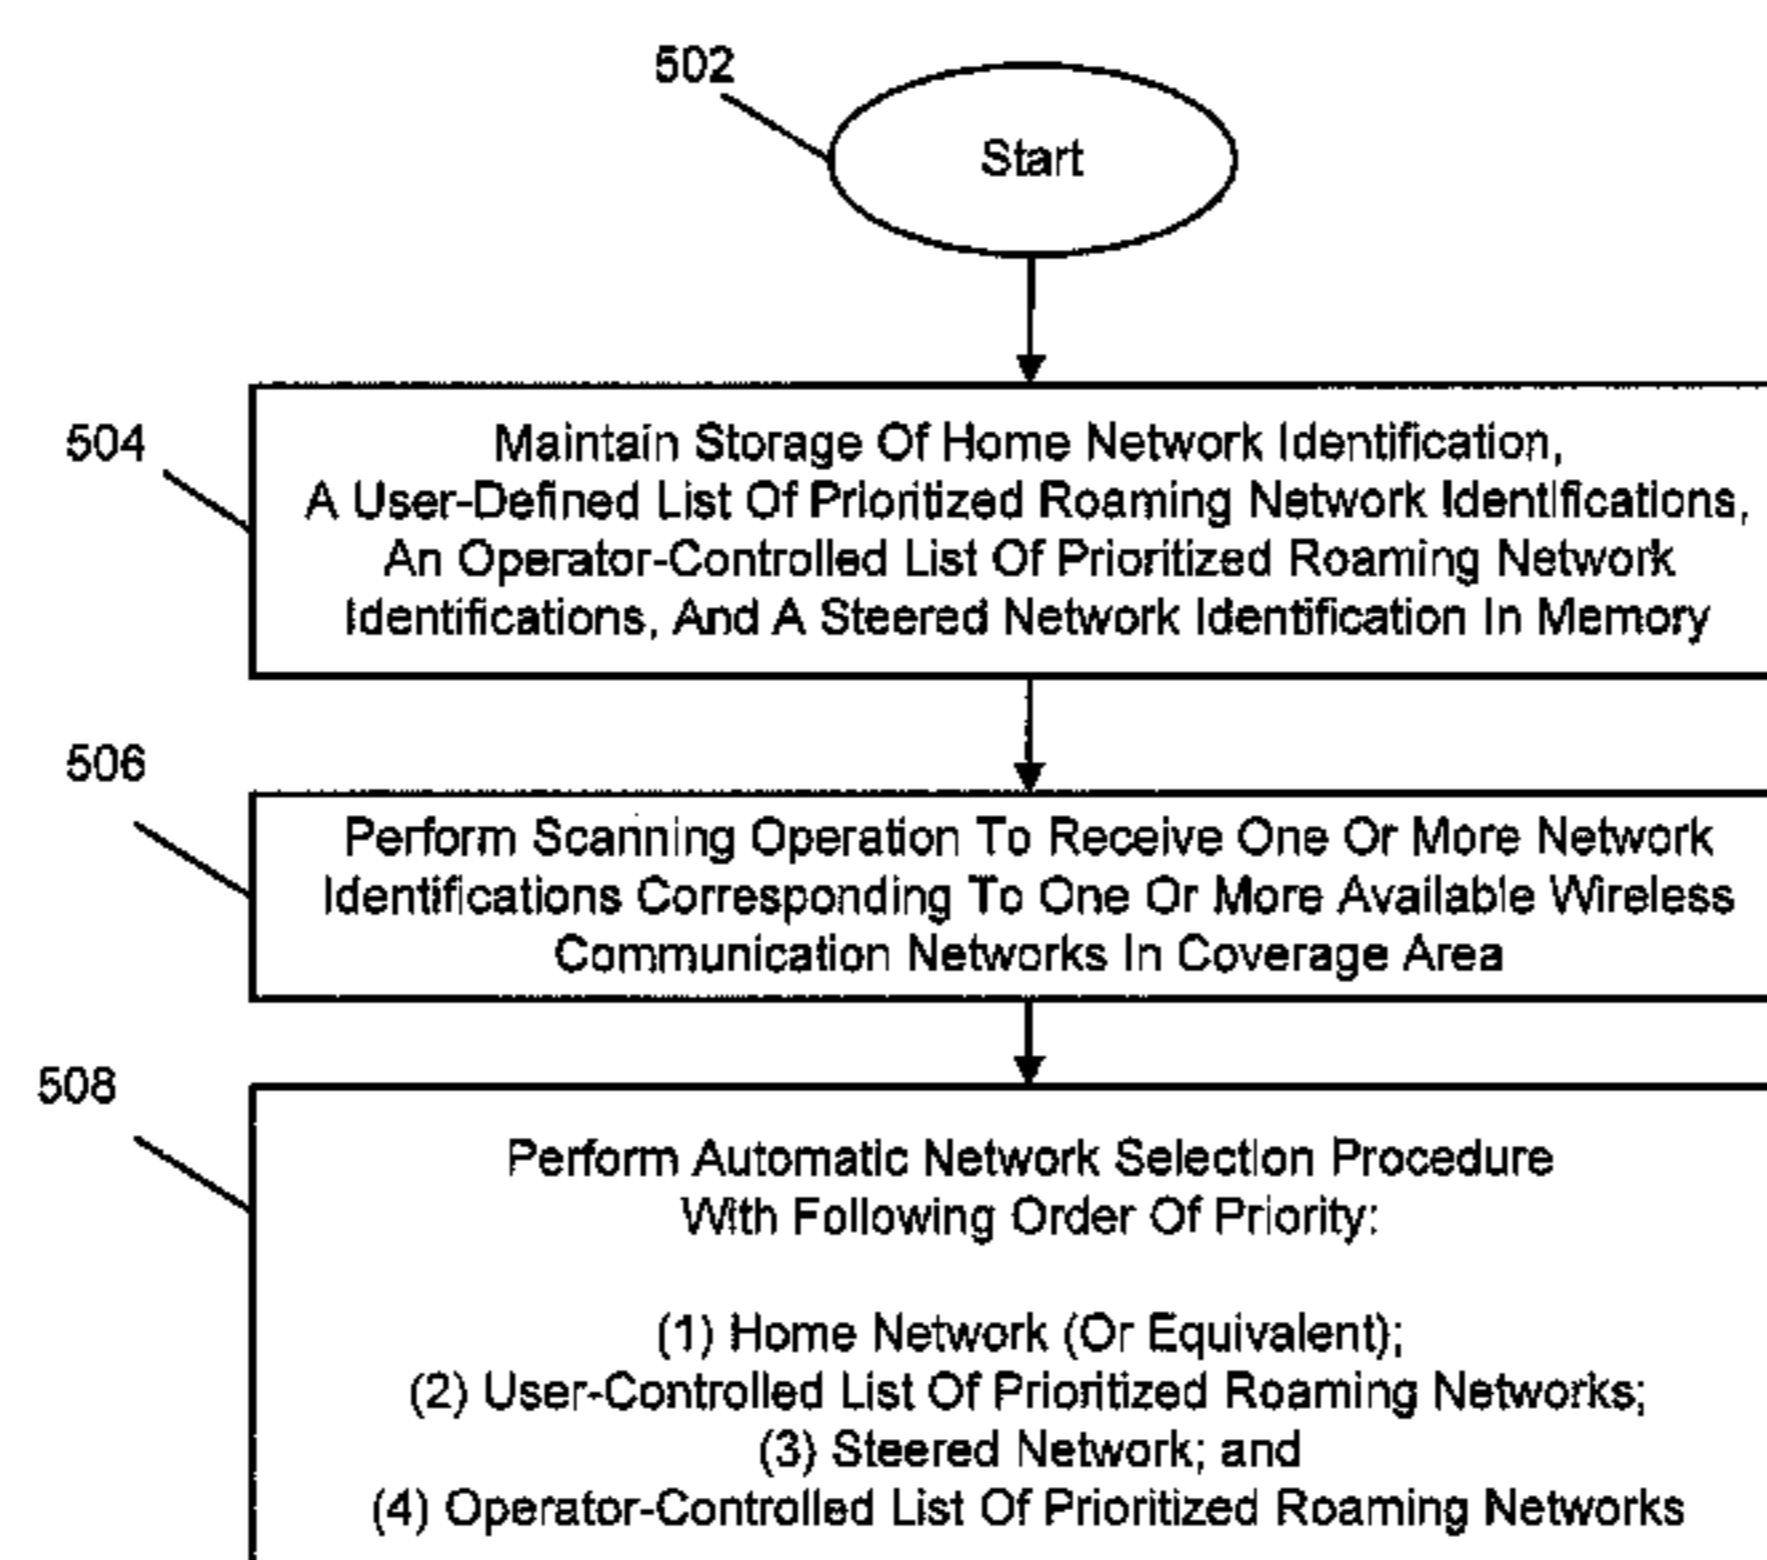 502
Start
504
Maintain Storage Of Home Network Identification,
A User-Defined List Of Prioritized Roaming Network Identifications,
An Operator-Controlled List Of Prioritized Roaming Network
Identifications, And A Steered Network Identification In Memory
506
Perform Scanning Operation To Receive One Or More Network
Identifications Corresponding To One Or More Available Wireless
Communication Networks In Coverage Area
508
Perform Automatic Network Selection Procedure
With Following Order Of Priority:
(1) Home Network (Or Equivalent);
(2) User-Controlled List Of Prioritized Roaming Networks;
(3) Steered Network; and
(4) Operator-Controlled List Of Prioritized Roaming Networks